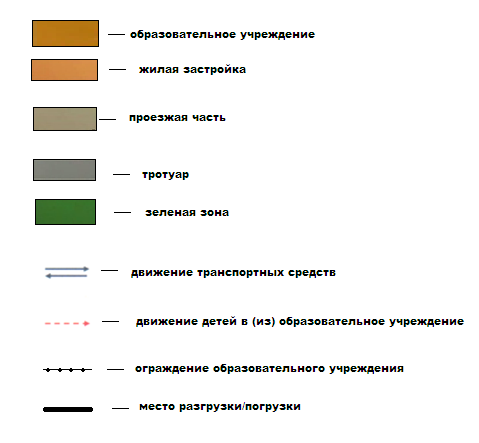 — образовательное учреждение
— жилая застройка
— проезжая часть
— тротуар
— зеленая зона
— движение транспортных средств
— движение детей в (из) образовательное учреждение
— ограждение образовательного учреждения
— место разгрузки/погрузки